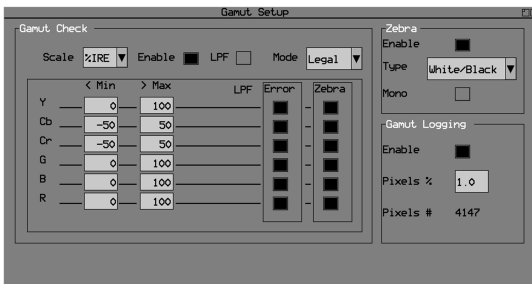 Gamut Setup
Gamut Check
Scale %IRE Enable LPF Mode Legal
< Min > Max LPF Error Zebra
Y 0 100
Cb -50 50
Cr -50 50
G 0 100
B 0 100
R 0 100
Zebra
Enable
Type White/Black
Mono
Gamut Logging
Enable
Pixels % 1.0
Pixels # 4147